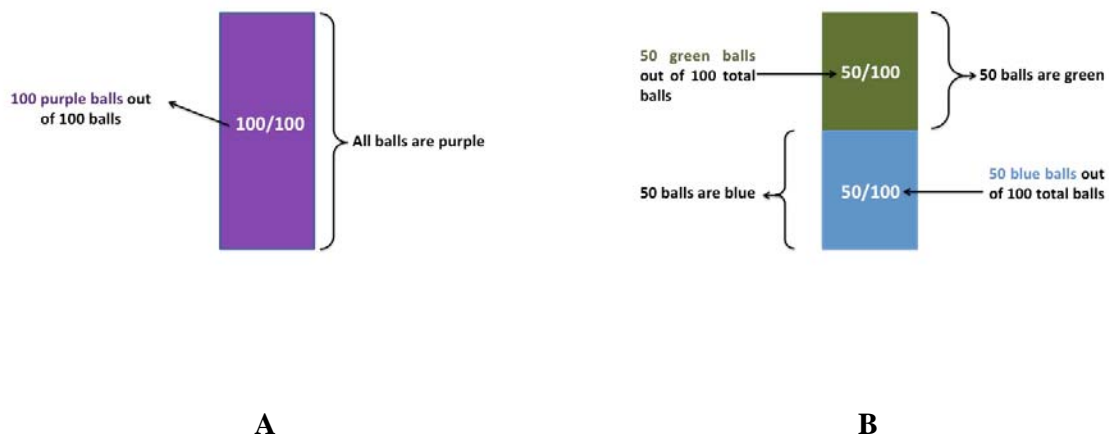 100 purple balls out
of 100 balls
100/100
All balls are purple
A
50 green balls
out of 100 total
balls
50/100
50 balls are green
50 balls are blue
50/100
50 blue balls out
of 100 total balls
B